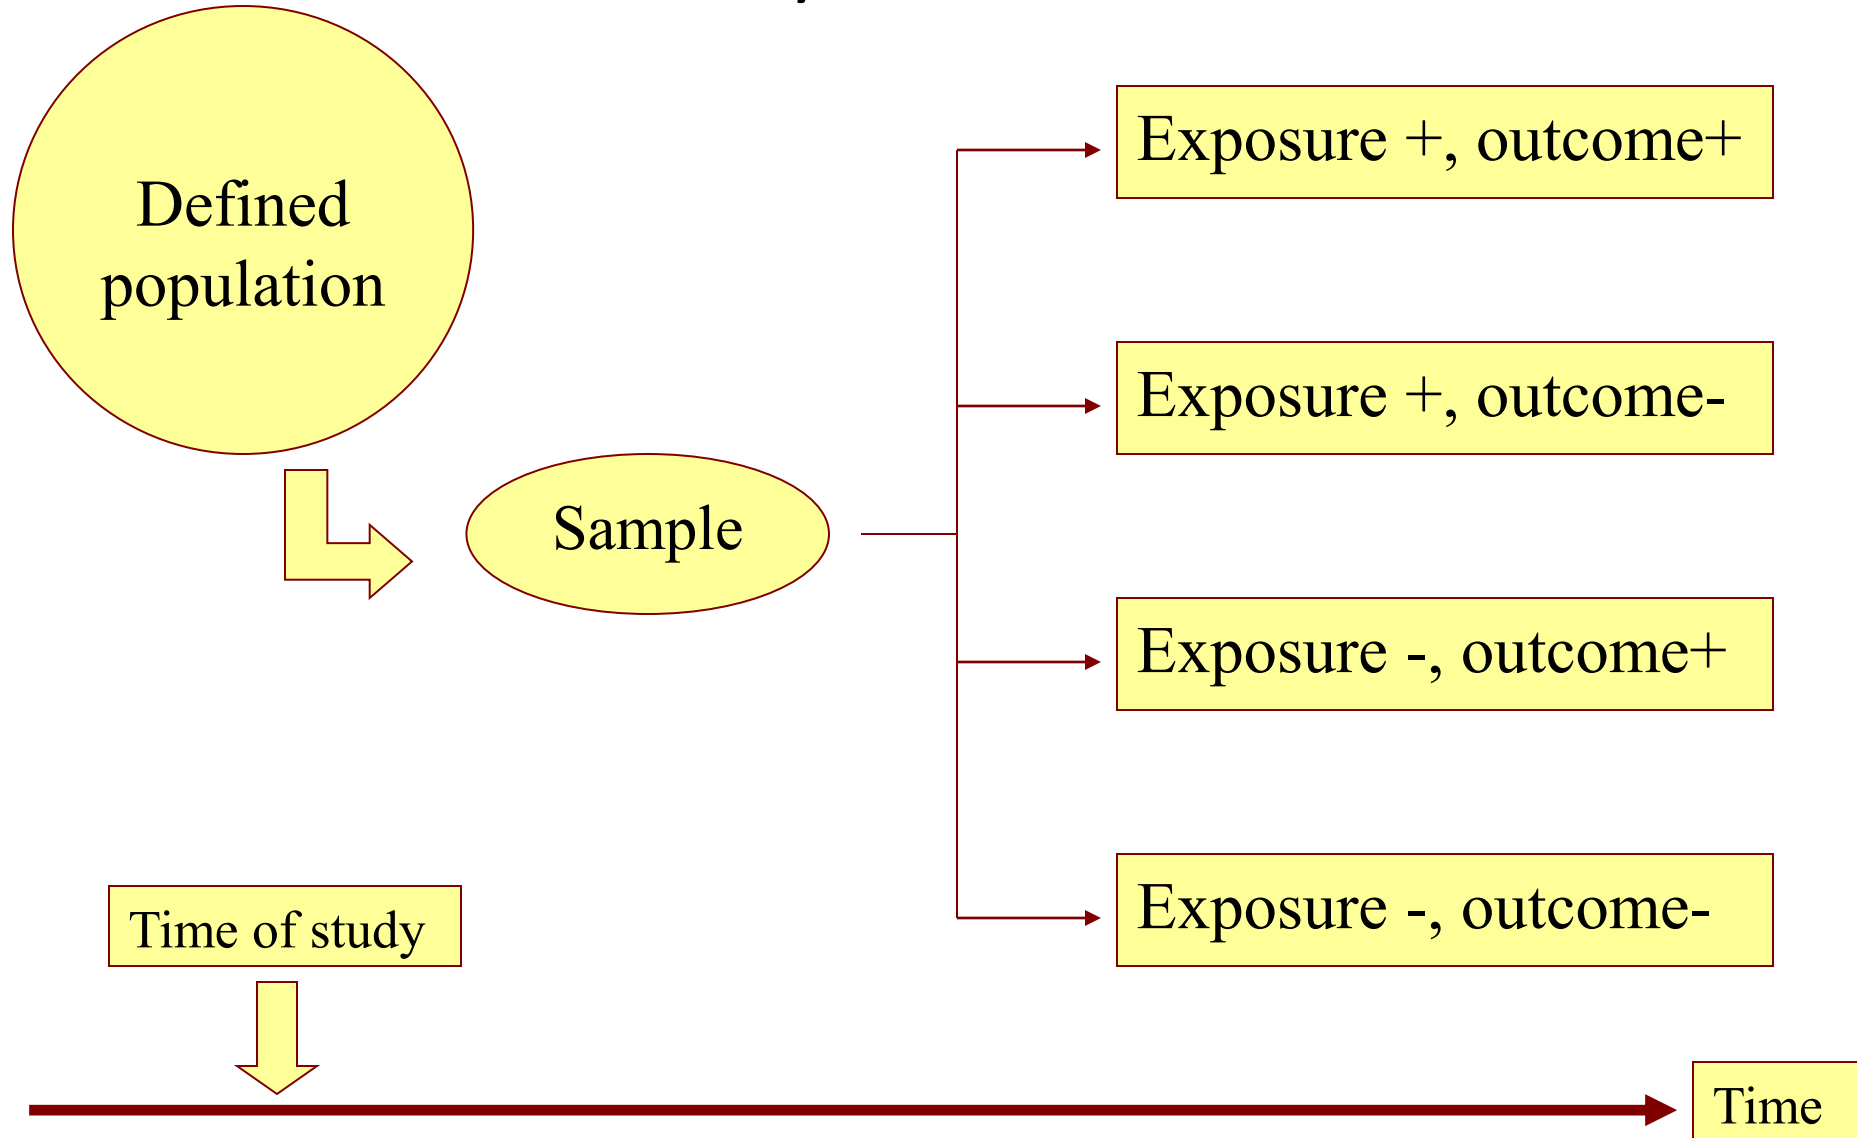 Defined
population
Sample
Exposure +, outcome+
Exposure +, outcome-
Exposure -, outcome+
Exposure -, outcome-
Time of study
Time